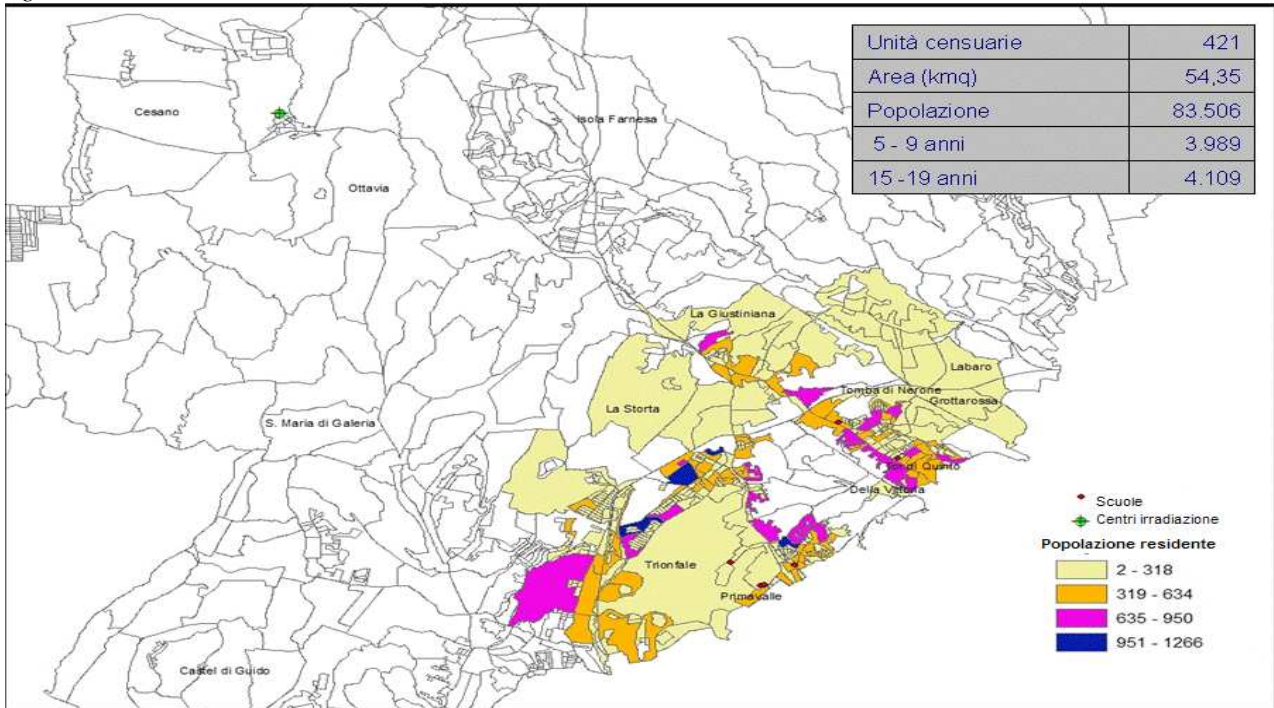 Unità censuarie 421
Area (kmq) 54,35
Popolazione 83.506
5 - 9 anni 3.989
15 -19 anni 4.109
Cesano
Isola Farnesa
Ottavia
La Giustiniana
Labaro
Tomba di Nerone
Grottarossa
La Storta
S. Maria di Galeria
Tor di Quinto
Della Vittoria
Scuole
Centri irradiazione
Popolazione residente
Trionfale
2 - 318
Primavalle
319 - 634
635 - 950
951 - 1266
Castel di Guido